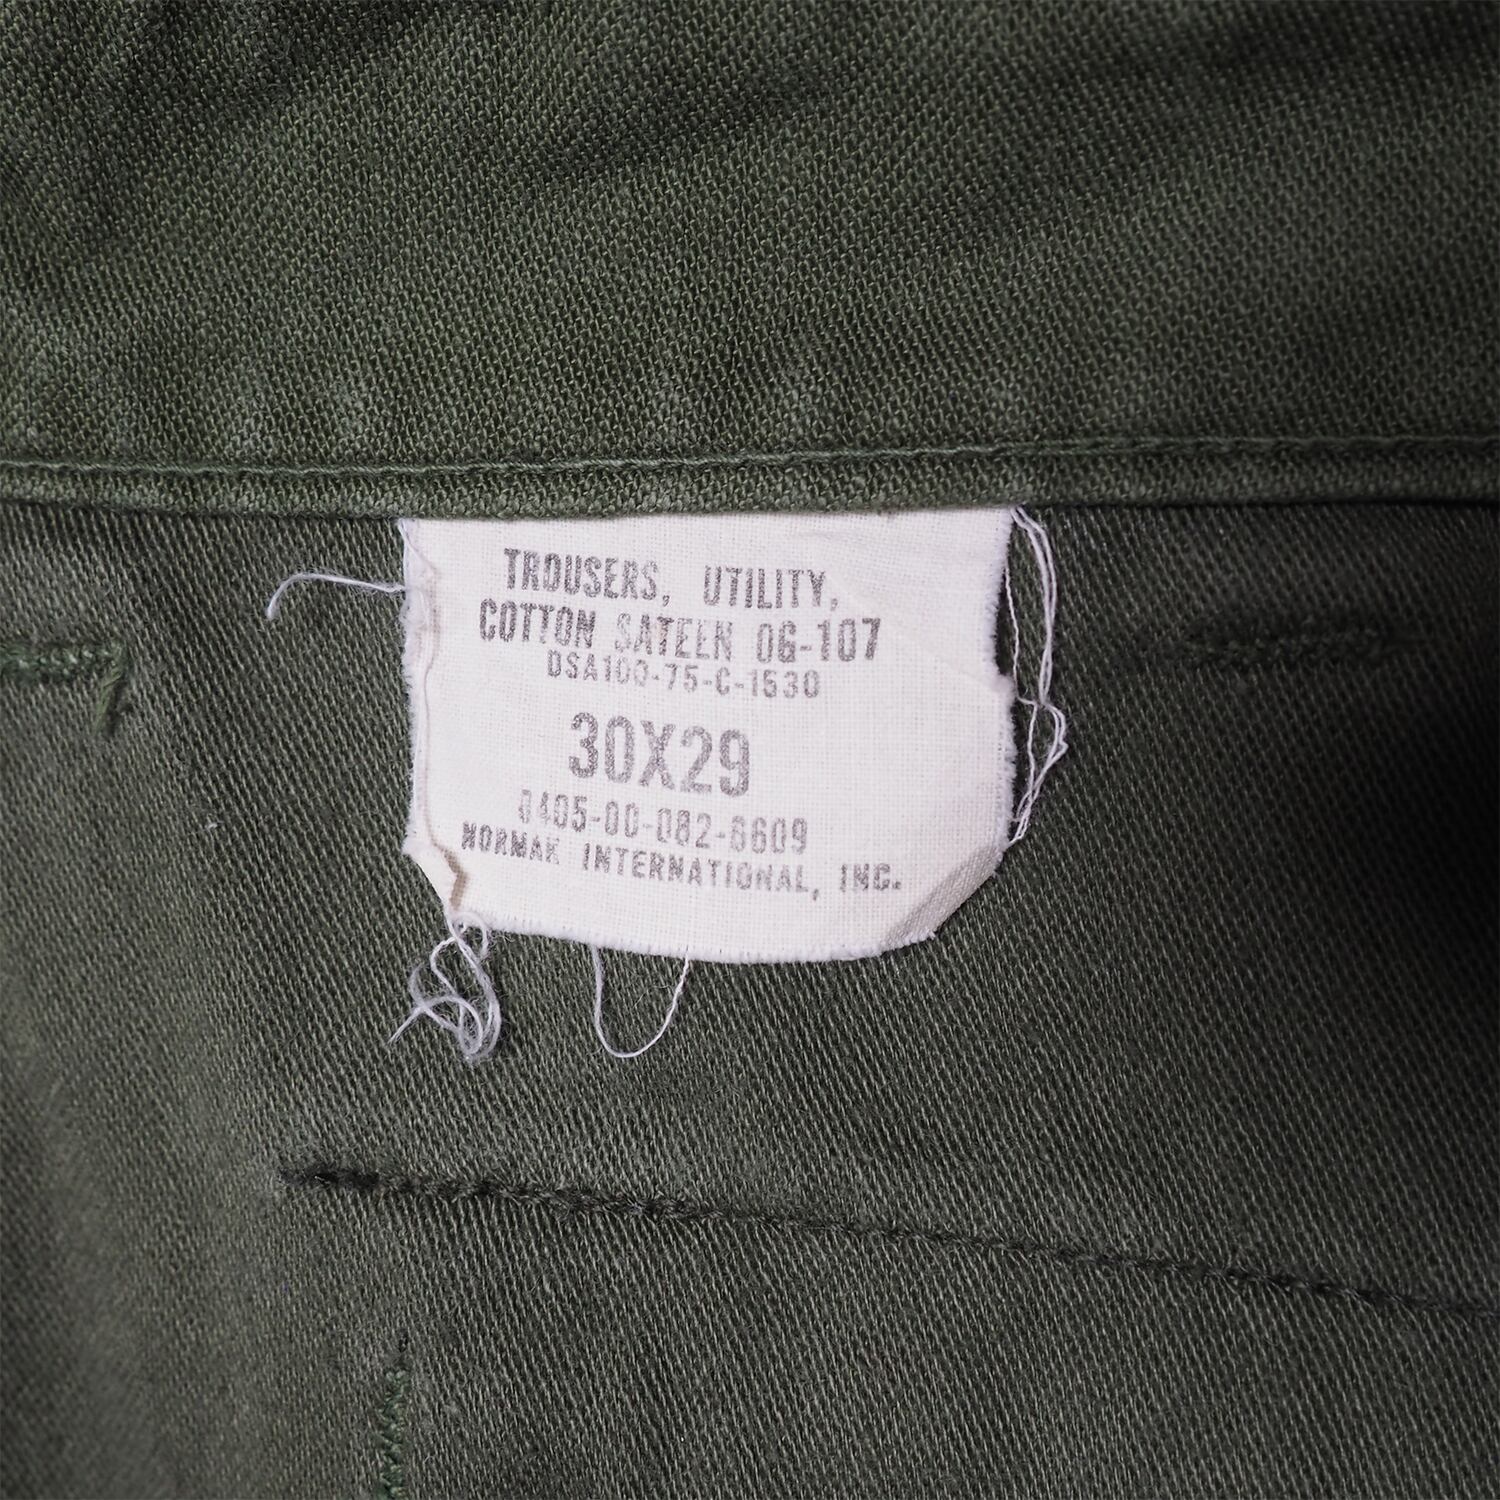 TROUSERS, UTILITY,
COTTON SATEEN OG-107
DSA100-75-C-1530
30X29
8405-00-082-6609
NORMAK INTERNATIONAL, INC.